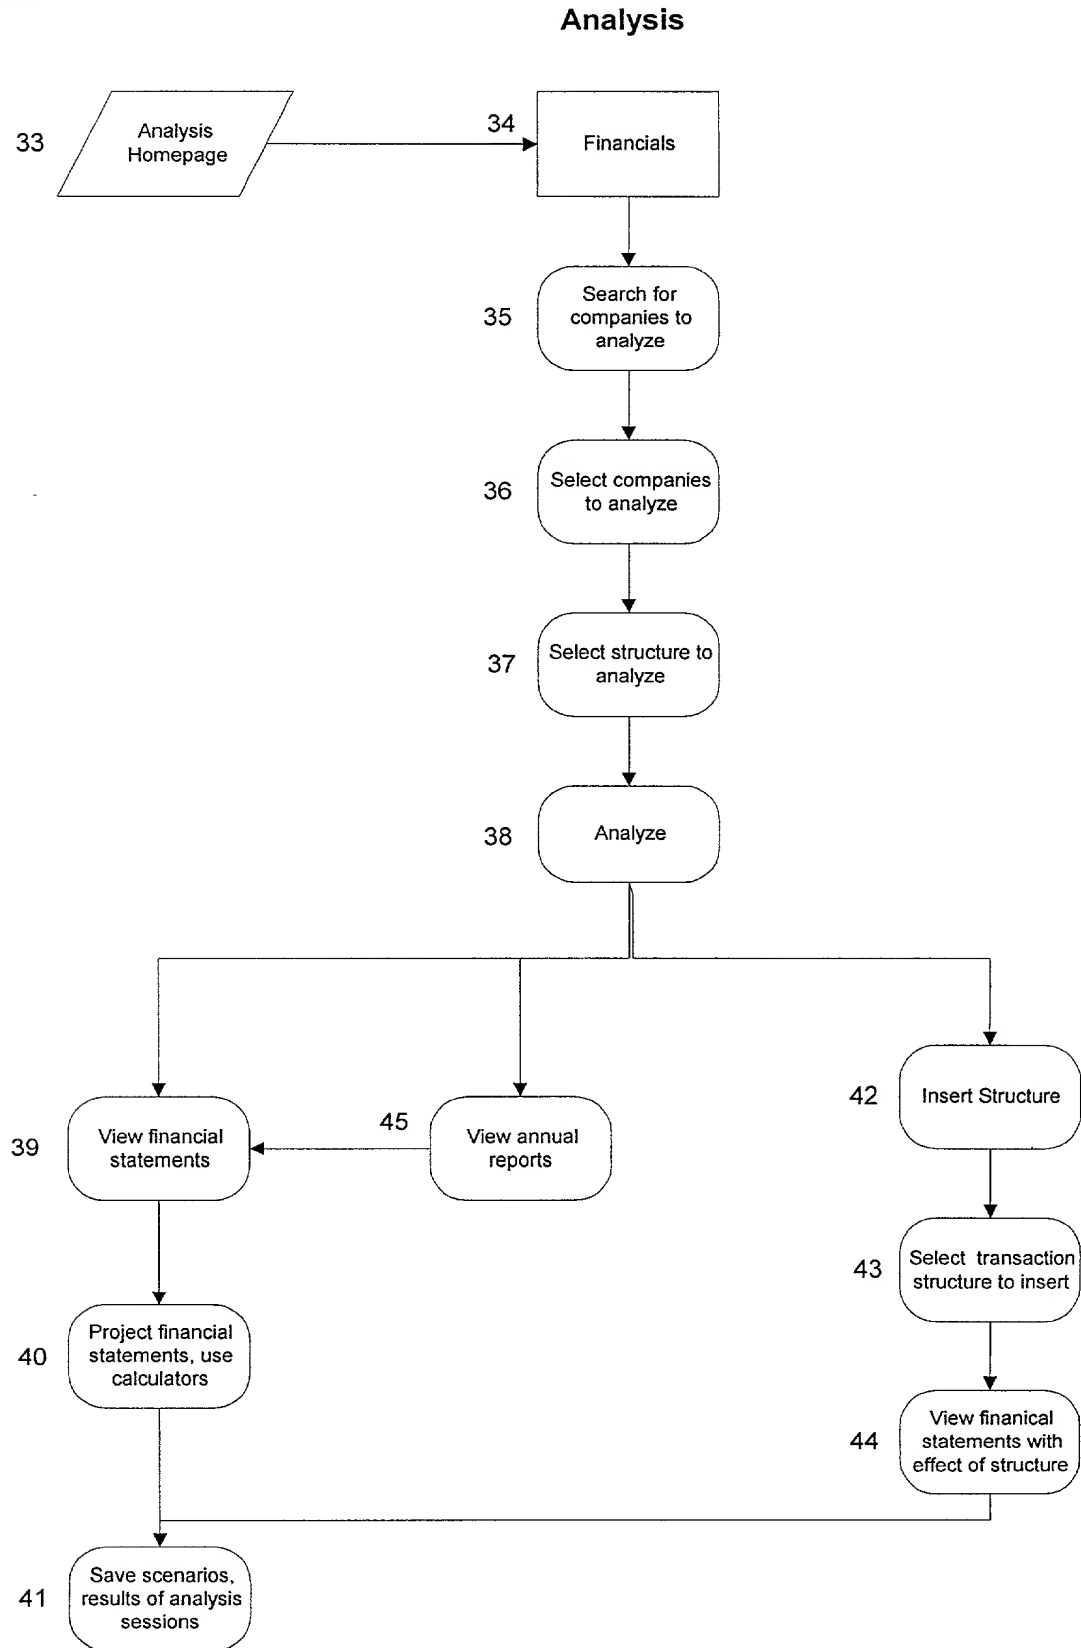 Analysis
33
Analysis
Homepage
34
Financials
35
Search for
companies to
analyze
36
Select companies
to analyze
37
Select structure to
analyze
38
Analyze
39
View financial
statements
45
View annual
reports
42
Insert Structure
43
Select transaction
structure to insert
40
Project financial
statements, use
calculators
44
View finanical
statements with
effect of structure
41
Save scenarios,
results of analysis
sessions